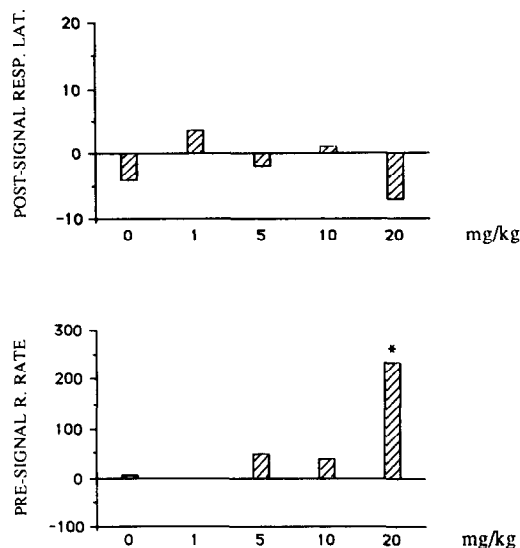 POST-SIGNAL RESP. LAT.
20
10
0
-10
0 1 5 10 20 mg/kg
PRE-SIGNAL R. RATE
300
200
100
0
-100
*
0 1 5 10 20 mg/kg